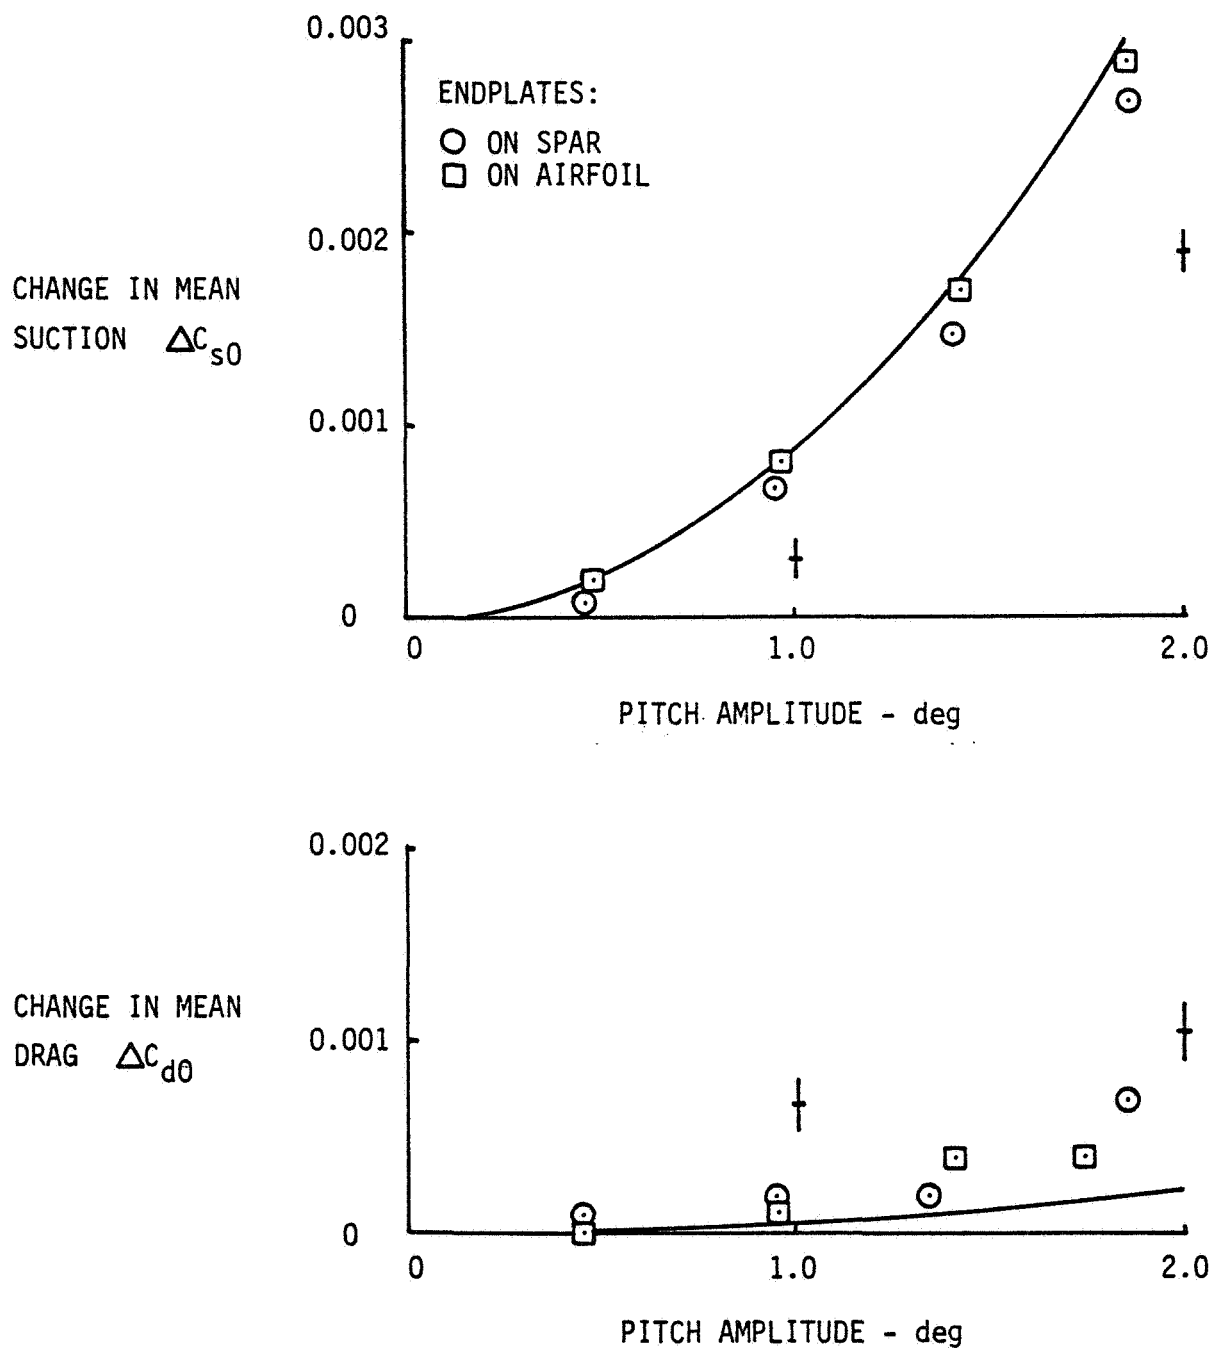 0.003
ENDPLATES:
ON SPAR
ON AIRFOIL
0.002
CHANGE IN MEAN
SUCTION ΔCs0
0.001
0
0 1.0 2.0
PITCH AMPLITUDE - deg
0.002
CHANGE IN MEAN
0.001
DRAG ΔCd0
0
0 1.0 2.0
PITCH AMPLITUDE - deg